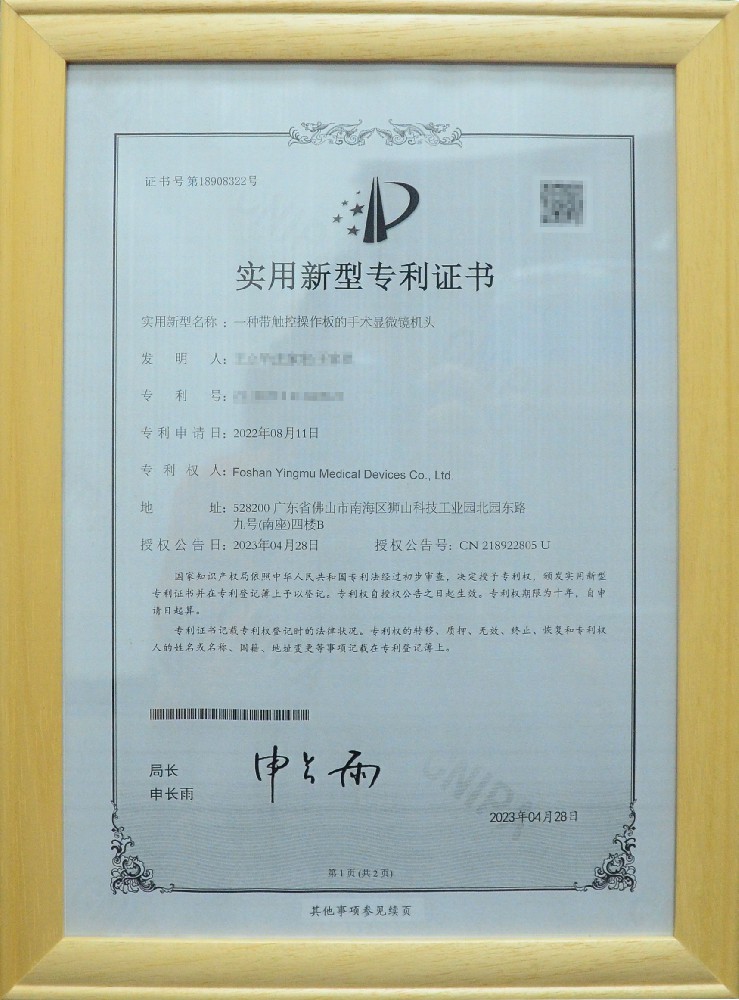 证书号第18908322号
实用新型专利证书
实用新型名称：一种带触控操作板的手术显微镜机头
发明人：
专利号：
专利申请日：2022年08月11日
专利权人：Foshan Yingmu Medical Devices Co., Ltd.
地址：528200 广东省佛山市南海区狮山科技工业园北园东路
九号(南座)四楼B
授权公告日：2023年04月28日 授权公告号：CN 218922805 U
国家知识产权局依照中华人民共和国专利法经过初步审查，决定授予专利权，颁发实用新型
专利证书并在专利登记簿上予以登记。专利权自授权公告之日起生效。专利权期限为十年，自申
请日起算。
专利证书记载专利权登记时的法律状况。专利权的转移、质押、无效、终止、恢复和专利权
人的姓名或名称、国籍、地址变更等事项记载在专利登记簿上。
局长
申长雨
申长雨
CNIPA
2023年04月28日
第1页(共2页)
其他事项参见续页